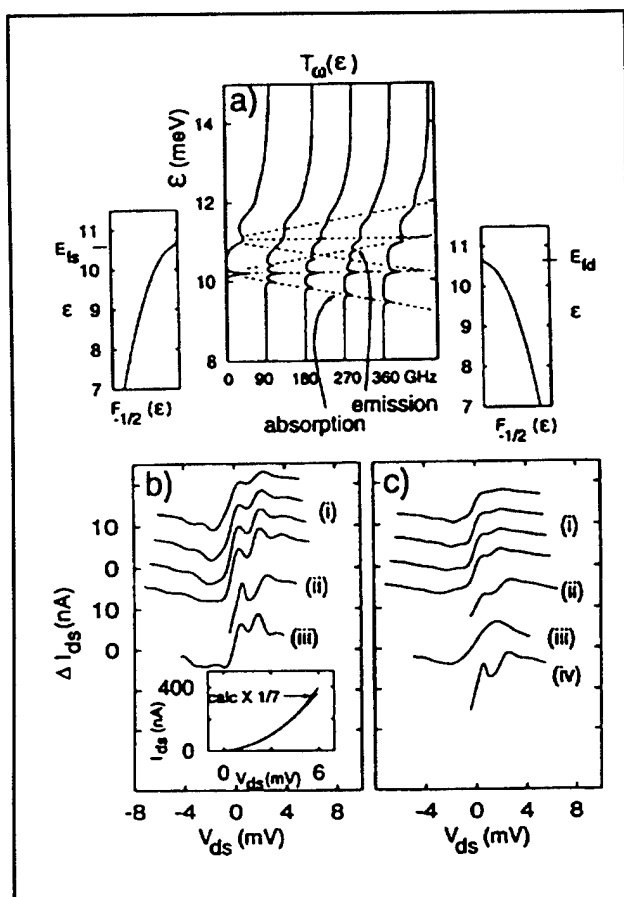 T_ω(ε)
a)
ε (meV)
14
12
10
8
0 90 180 270 360 GHz
absorption
emission
11
E_fs
10
ε
9
8
7
F_-1/2 (ε)
11
E_fd
10
ε
9
8
7
F_-1/2 (ε)
b)
(i)
(ii)
(iii)
10
0
10
0
Δ I_ds (nA)
400
calc X 1/7
I_ds (nA)
0
0 6
V_ds (mV)
-8 -4 0 4 8
V_ds (mV)
c)
(i)
(ii)
(iii)
(iv)
-4 0 4 8
V_ds (mV)